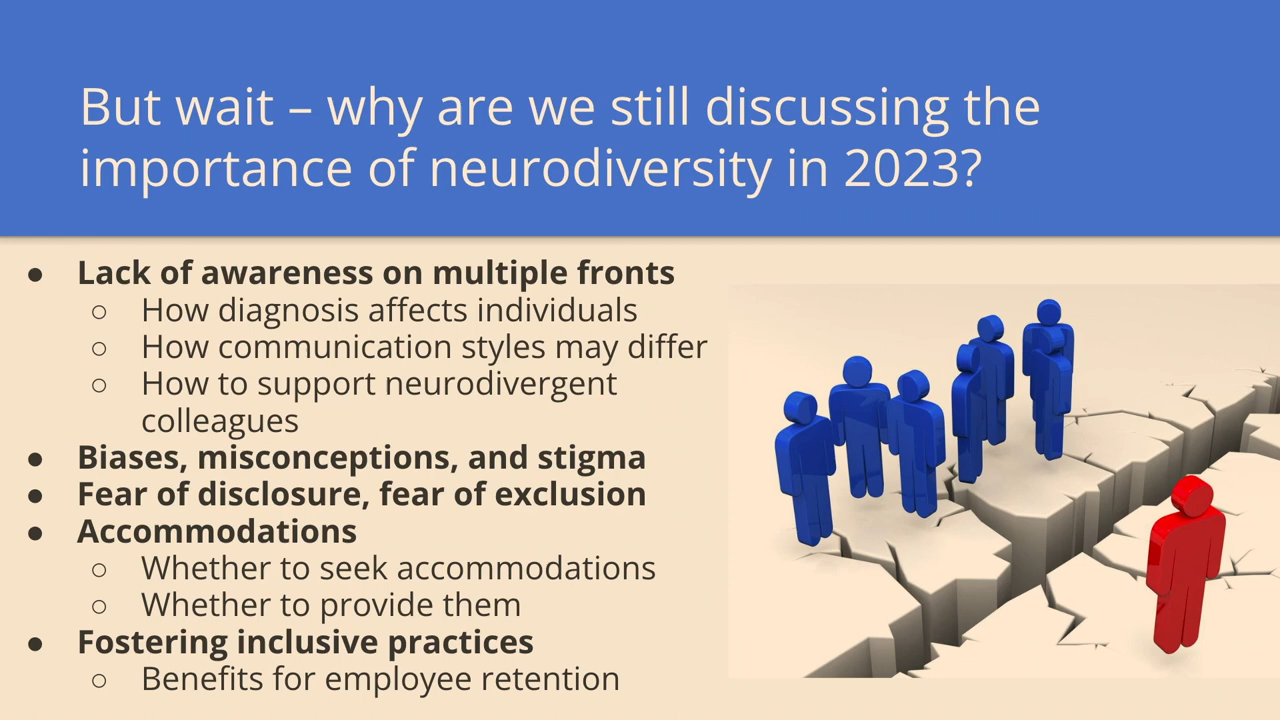 But wait – why are we still discussing the
importance of neurodiversity in 2023?
● Lack of awareness on multiple fronts
○ How diagnosis affects individuals
○ How communication styles may differ
○ How to support neurodivergent
colleagues
● Biases, misconceptions, and stigma
● Fear of disclosure, fear of exclusion
● Accommodations
○ Whether to seek accommodations
○ Whether to provide them
● Fostering inclusive practices
○ Benefits for employee retention